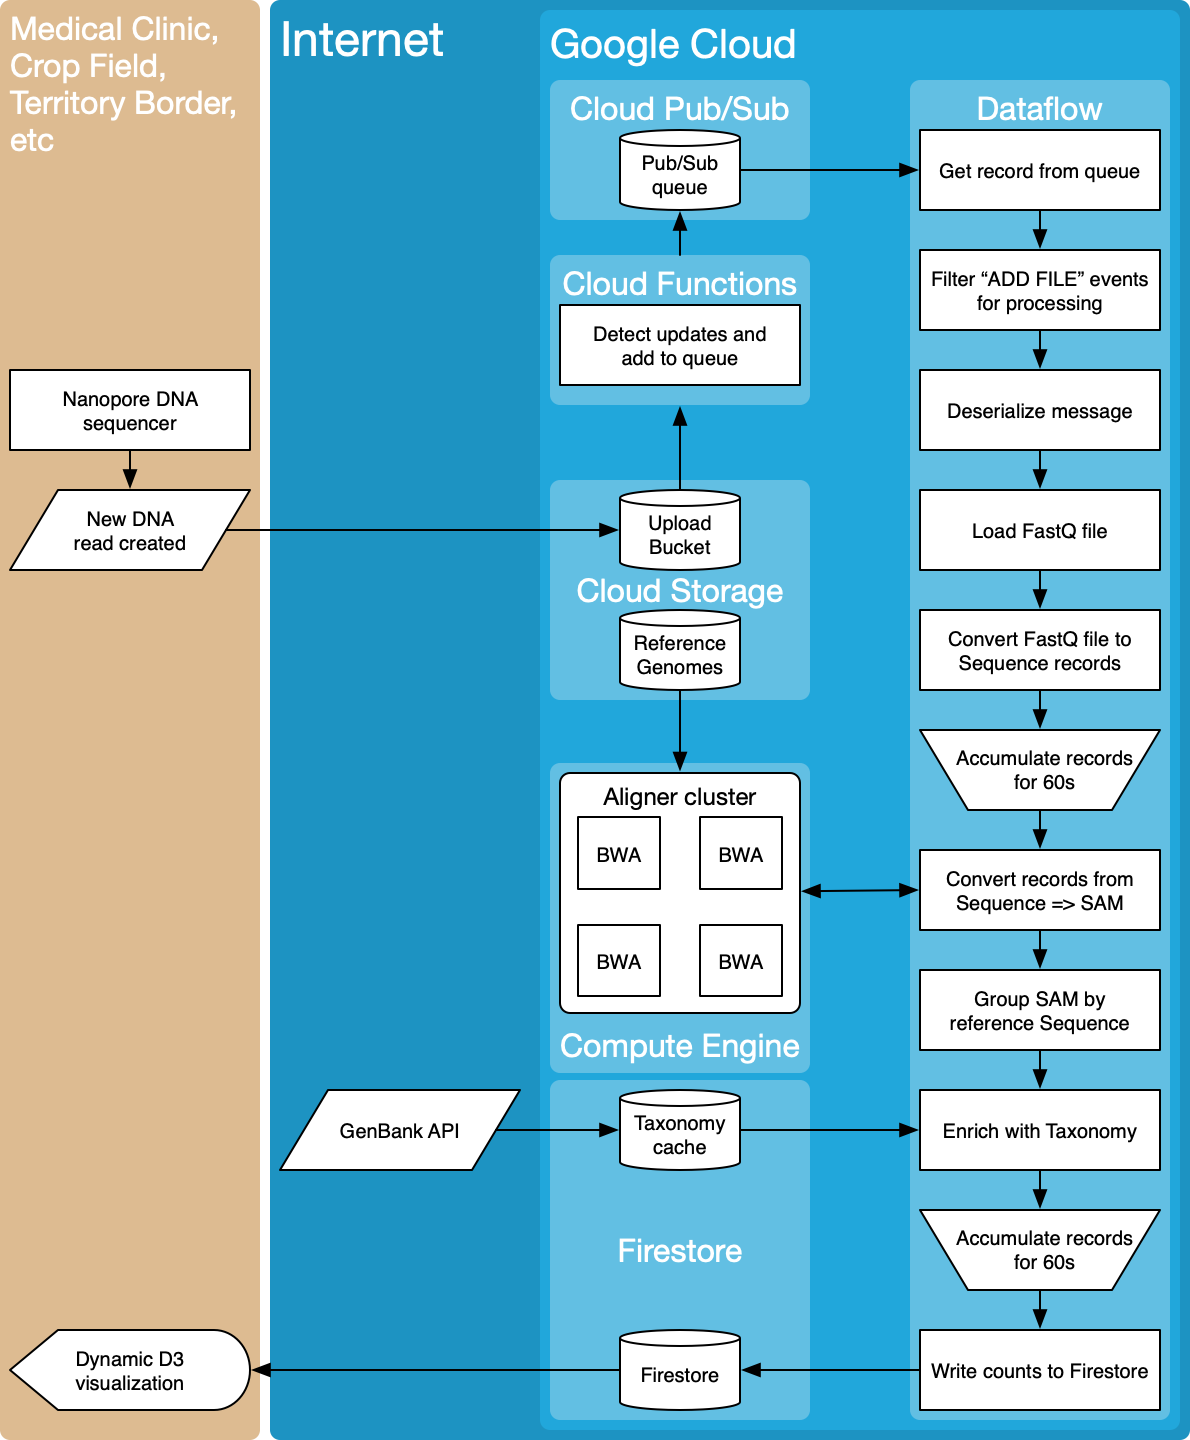 Medical Clinic,
Crop Field,
Territory Border,
etc
Nanopore DNA
sequencer
New DNA
read created
Dynamic D3
visualization
Internet
GenBank API
Google Cloud
Cloud Pub/Sub
Pub/Sub
queue
Cloud Functions
Detect updates and
add to queue
Upload
Bucket
Cloud Storage
Reference
Genomes
Aligner cluster
BWA
BWA
BWA
BWA
Compute Engine
Taxonomy
cache
Firestore
Firestore
Dataflow
Get record from queue
Filter “ADD FILE” events
for processing
Deserialize message
Load FastQ file
Convert FastQ file to
Sequence records
Accumulate records
for 60s
Convert records from
Sequence => SAM
Group SAM by
reference Sequence
Enrich with Taxonomy
Accumulate records
for 60s
Write counts to Firestore